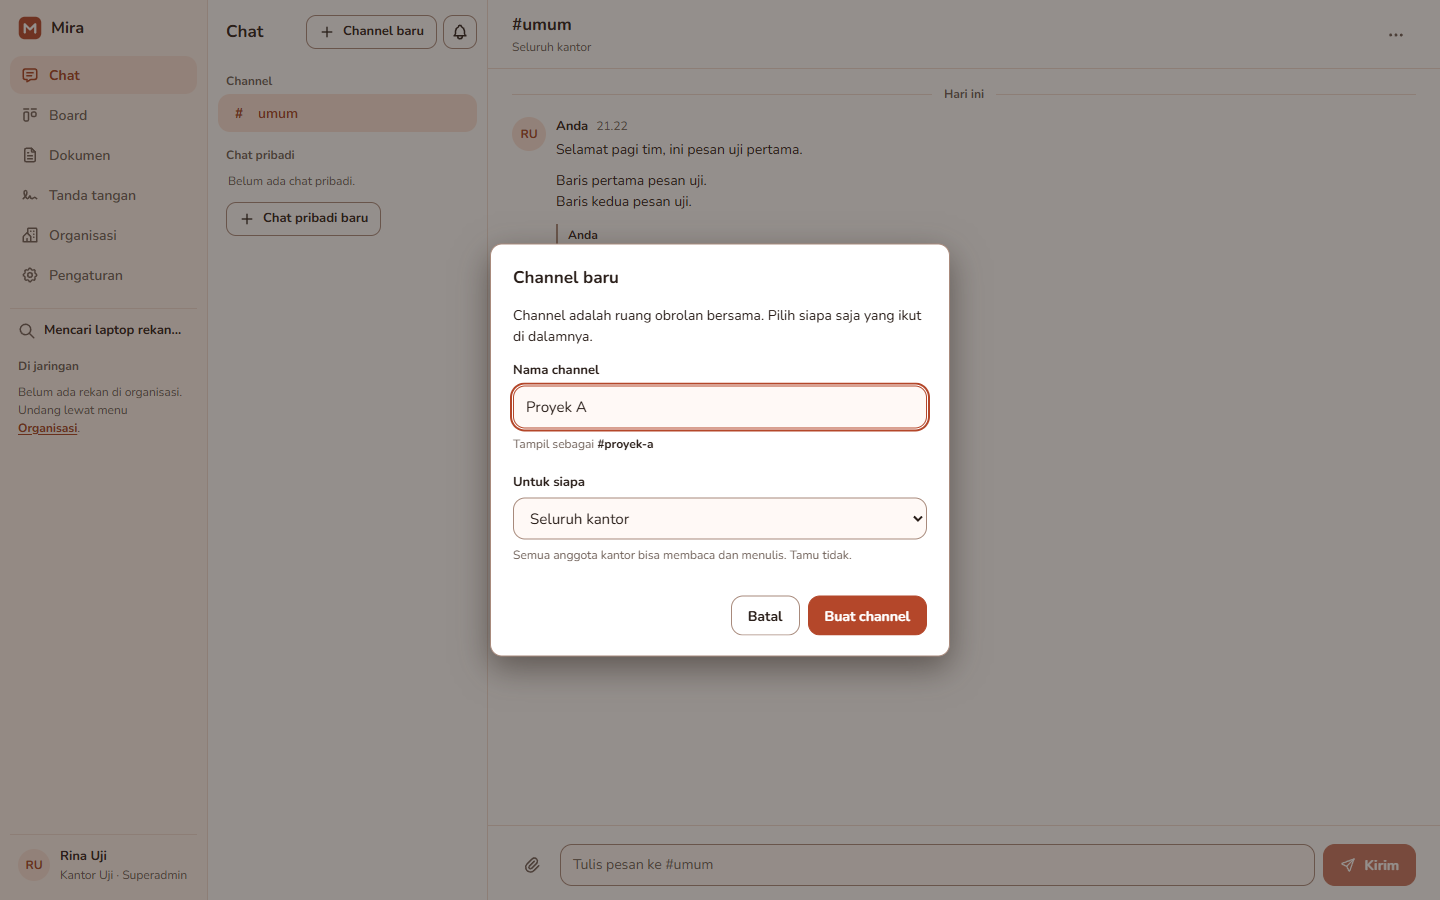 Mira
Chat
Board
Dokumen
Tanda tangan
Organisasi
Pengaturan
Mencari laptop rekan...
Di jaringan
Belum ada rekan di organisasi.
Undang lewat menu
Organisasi.
RU
Rina Uji
Kantor Uji · Superadmin
Chat
Channel baru
Channel
# umum
Chat pribadi
Belum ada chat pribadi.
Chat pribadi baru
#umum
Seluruh kantor
Hari ini
RU
Anda 21.22
Selamat pagi tim, ini pesan uji pertama.
Baris pertama pesan uji.
Baris kedua pesan uji.
Anda
Channel baru
Channel adalah ruang obrolan bersama. Pilih siapa saja yang ikut
di dalamnya.
Nama channel
Proyek A
Tampil sebagai #proyek-a
Untuk siapa
Seluruh kantor
Semua anggota kantor bisa membaca dan menulis. Tamu tidak.
Batal
Buat channel
Tulis pesan ke #umum
Kirim